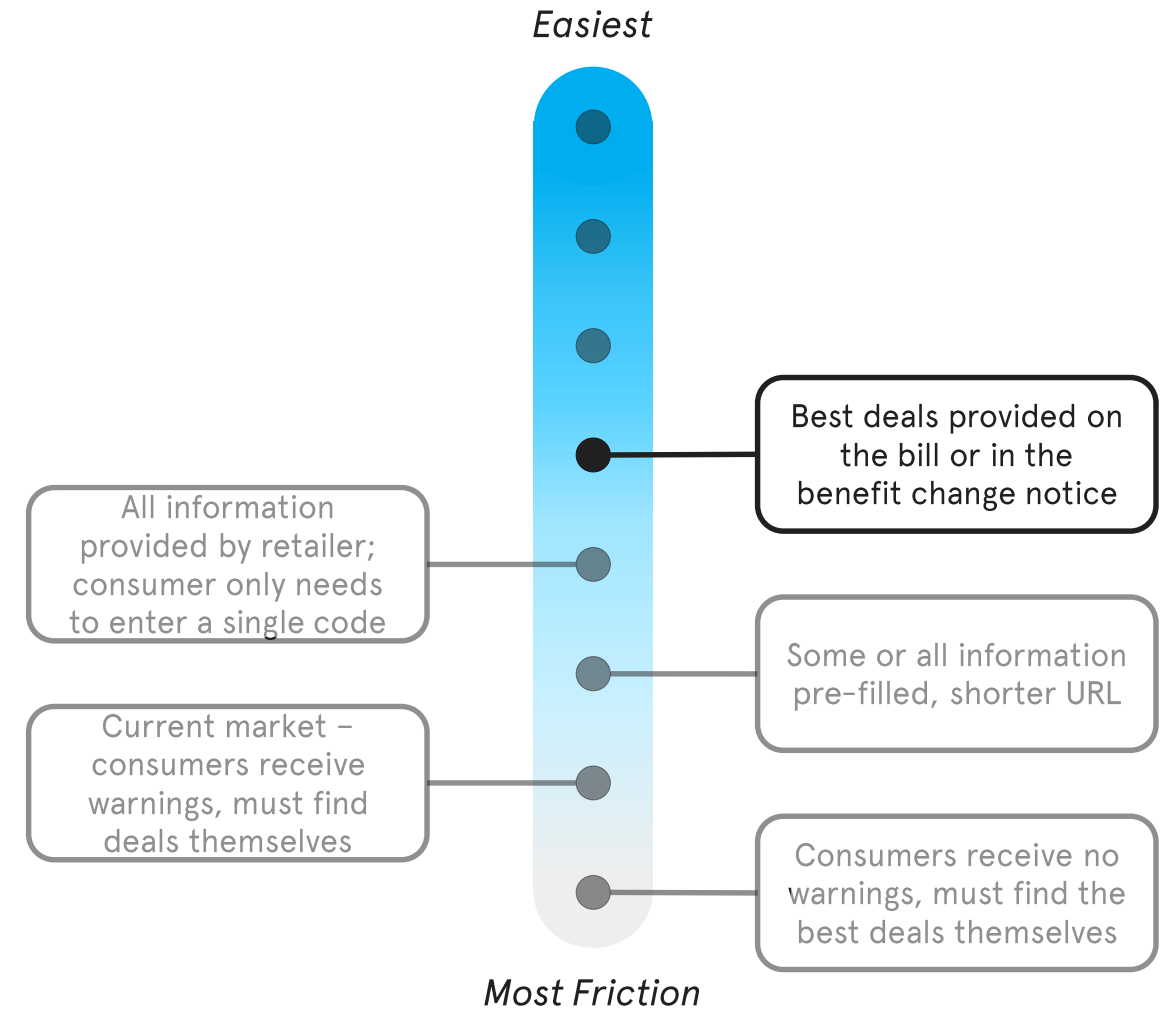 Easiest
Best deals provided on
the bill or in the
benefit change notice
All information
provided by retailer;
consumer only needs
to enter a single code
Some or all information
pre-filled, shorter URL
Current market –
consumers receive
warnings, must find
deals themselves
Consumers receive no
warnings, must find the
best deals themselves
Most Friction